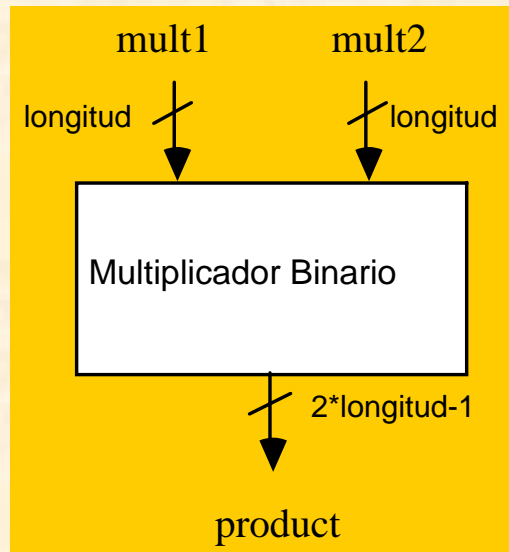 mult1 mult2
longitud longitud
Multiplicador Binario
2*longitud-1
product